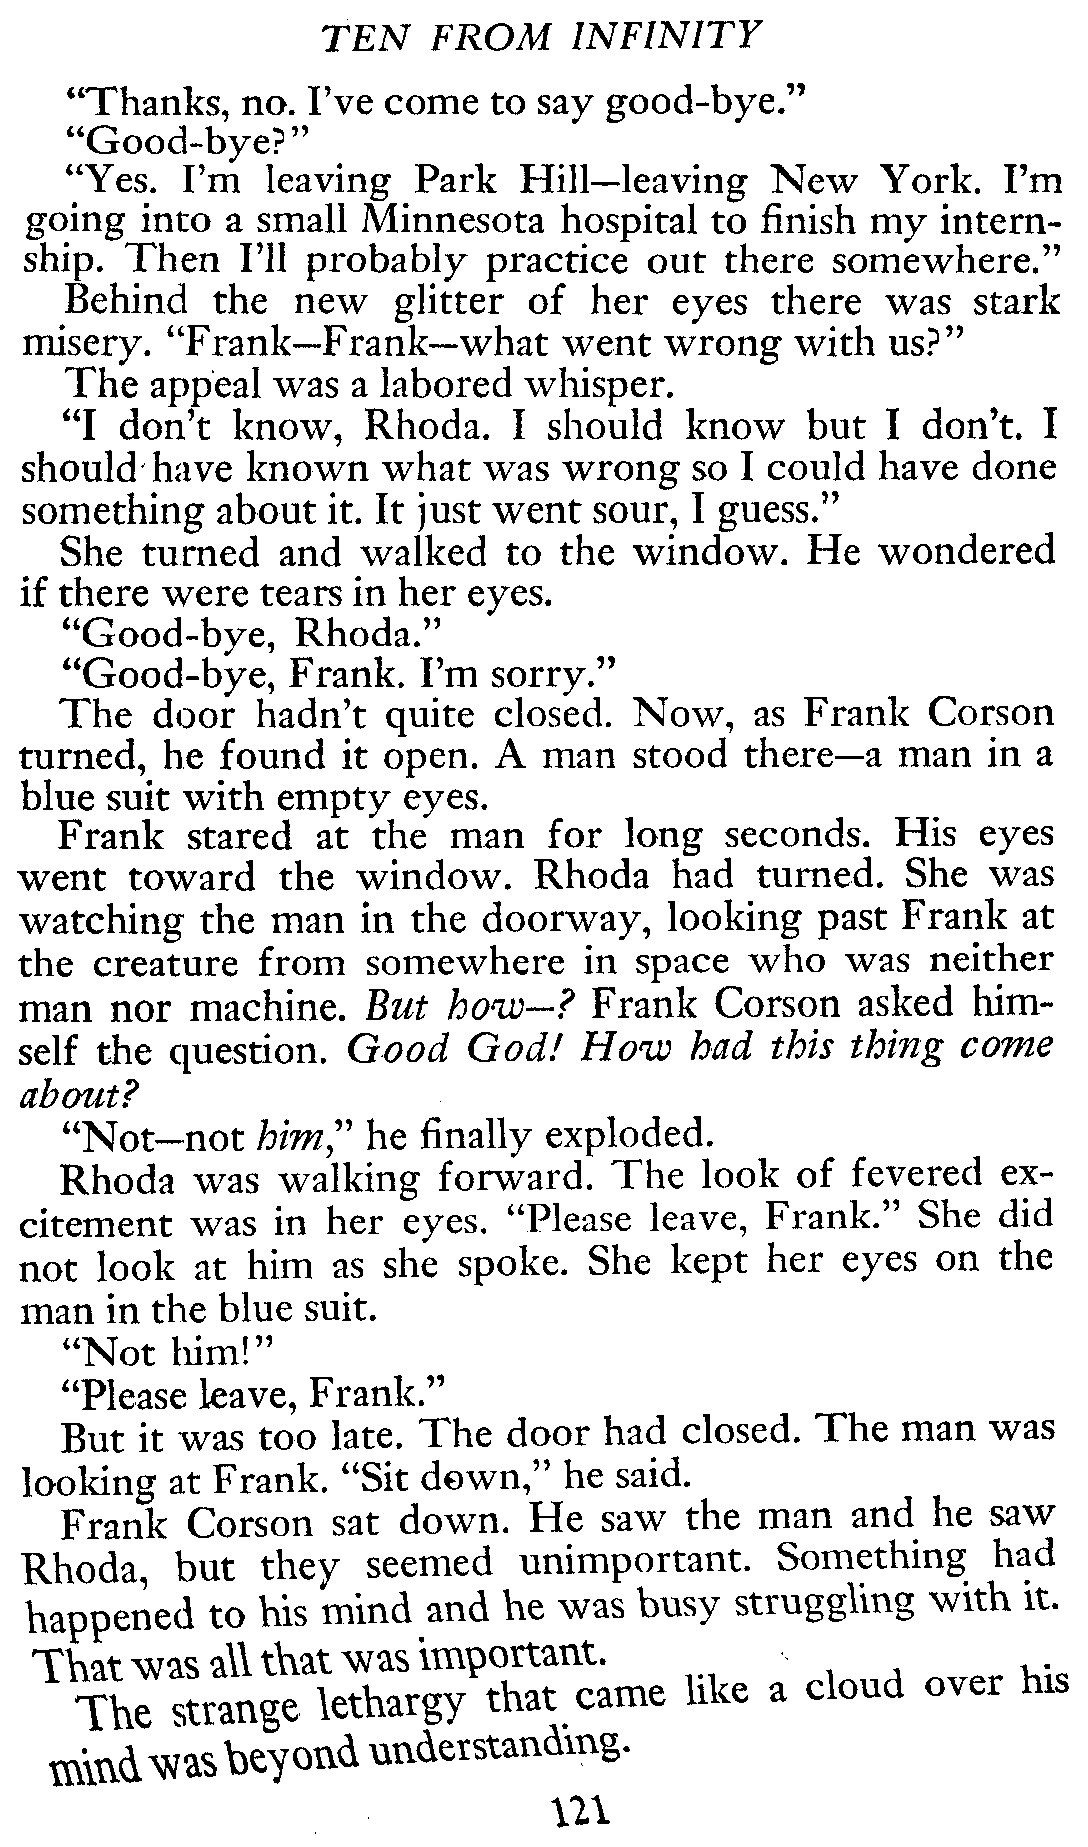 TEN FROM INFINITY
“Thanks, no. I've come to say good-bye.”
“Good-bye?”
“Yes. I'm leaving Park Hill—leaving New York. I'm
going into a small Minnesota hospital to finish my intern-
ship. Then I'll probably practice out there somewhere.”
Behind the new glitter of her eyes there was stark
misery. “Frank—Frank—what went wrong with us?”
The appeal was a labored whisper.
“I don't know, Rhoda. I should know but I don't. I
should have known what was wrong so I could have done
something about it. It just went sour, I guess.”
She turned and walked to the window. He wondered
if there were tears in her eyes.
“Good-bye, Rhoda.”
“Good-bye, Frank. I'm sorry.”
The door hadn't quite closed. Now, as Frank Corson
turned, he found it open. A man stood there—a man in a
blue suit with empty eyes.
Frank stared at the man for long seconds. His eyes
went toward the window. Rhoda had turned. She was
watching the man in the doorway, looking past Frank at
the creature from somewhere in space who was neither
man nor machine. But how—? Frank Corson asked him-
self the question. Good God! How had this thing come
about?
“Not—not him,” he finally exploded.
Rhoda was walking forward. The look of fevered ex-
citement was in her eyes. “Please leave, Frank.” She did
not look at him as she spoke. She kept her eyes on the
man in the blue suit.
“Not him!”
“Please leave, Frank.”
But it was too late. The door had closed. The man was
looking at Frank. “Sit down,” he said.
Frank Corson sat down. He saw the man and he saw
Rhoda, but they seemed unimportant. Something had
happened to his mind and he was busy struggling with it.
That was all that was important.
The strange lethargy that came like a cloud over his
mind was beyond understanding.
121